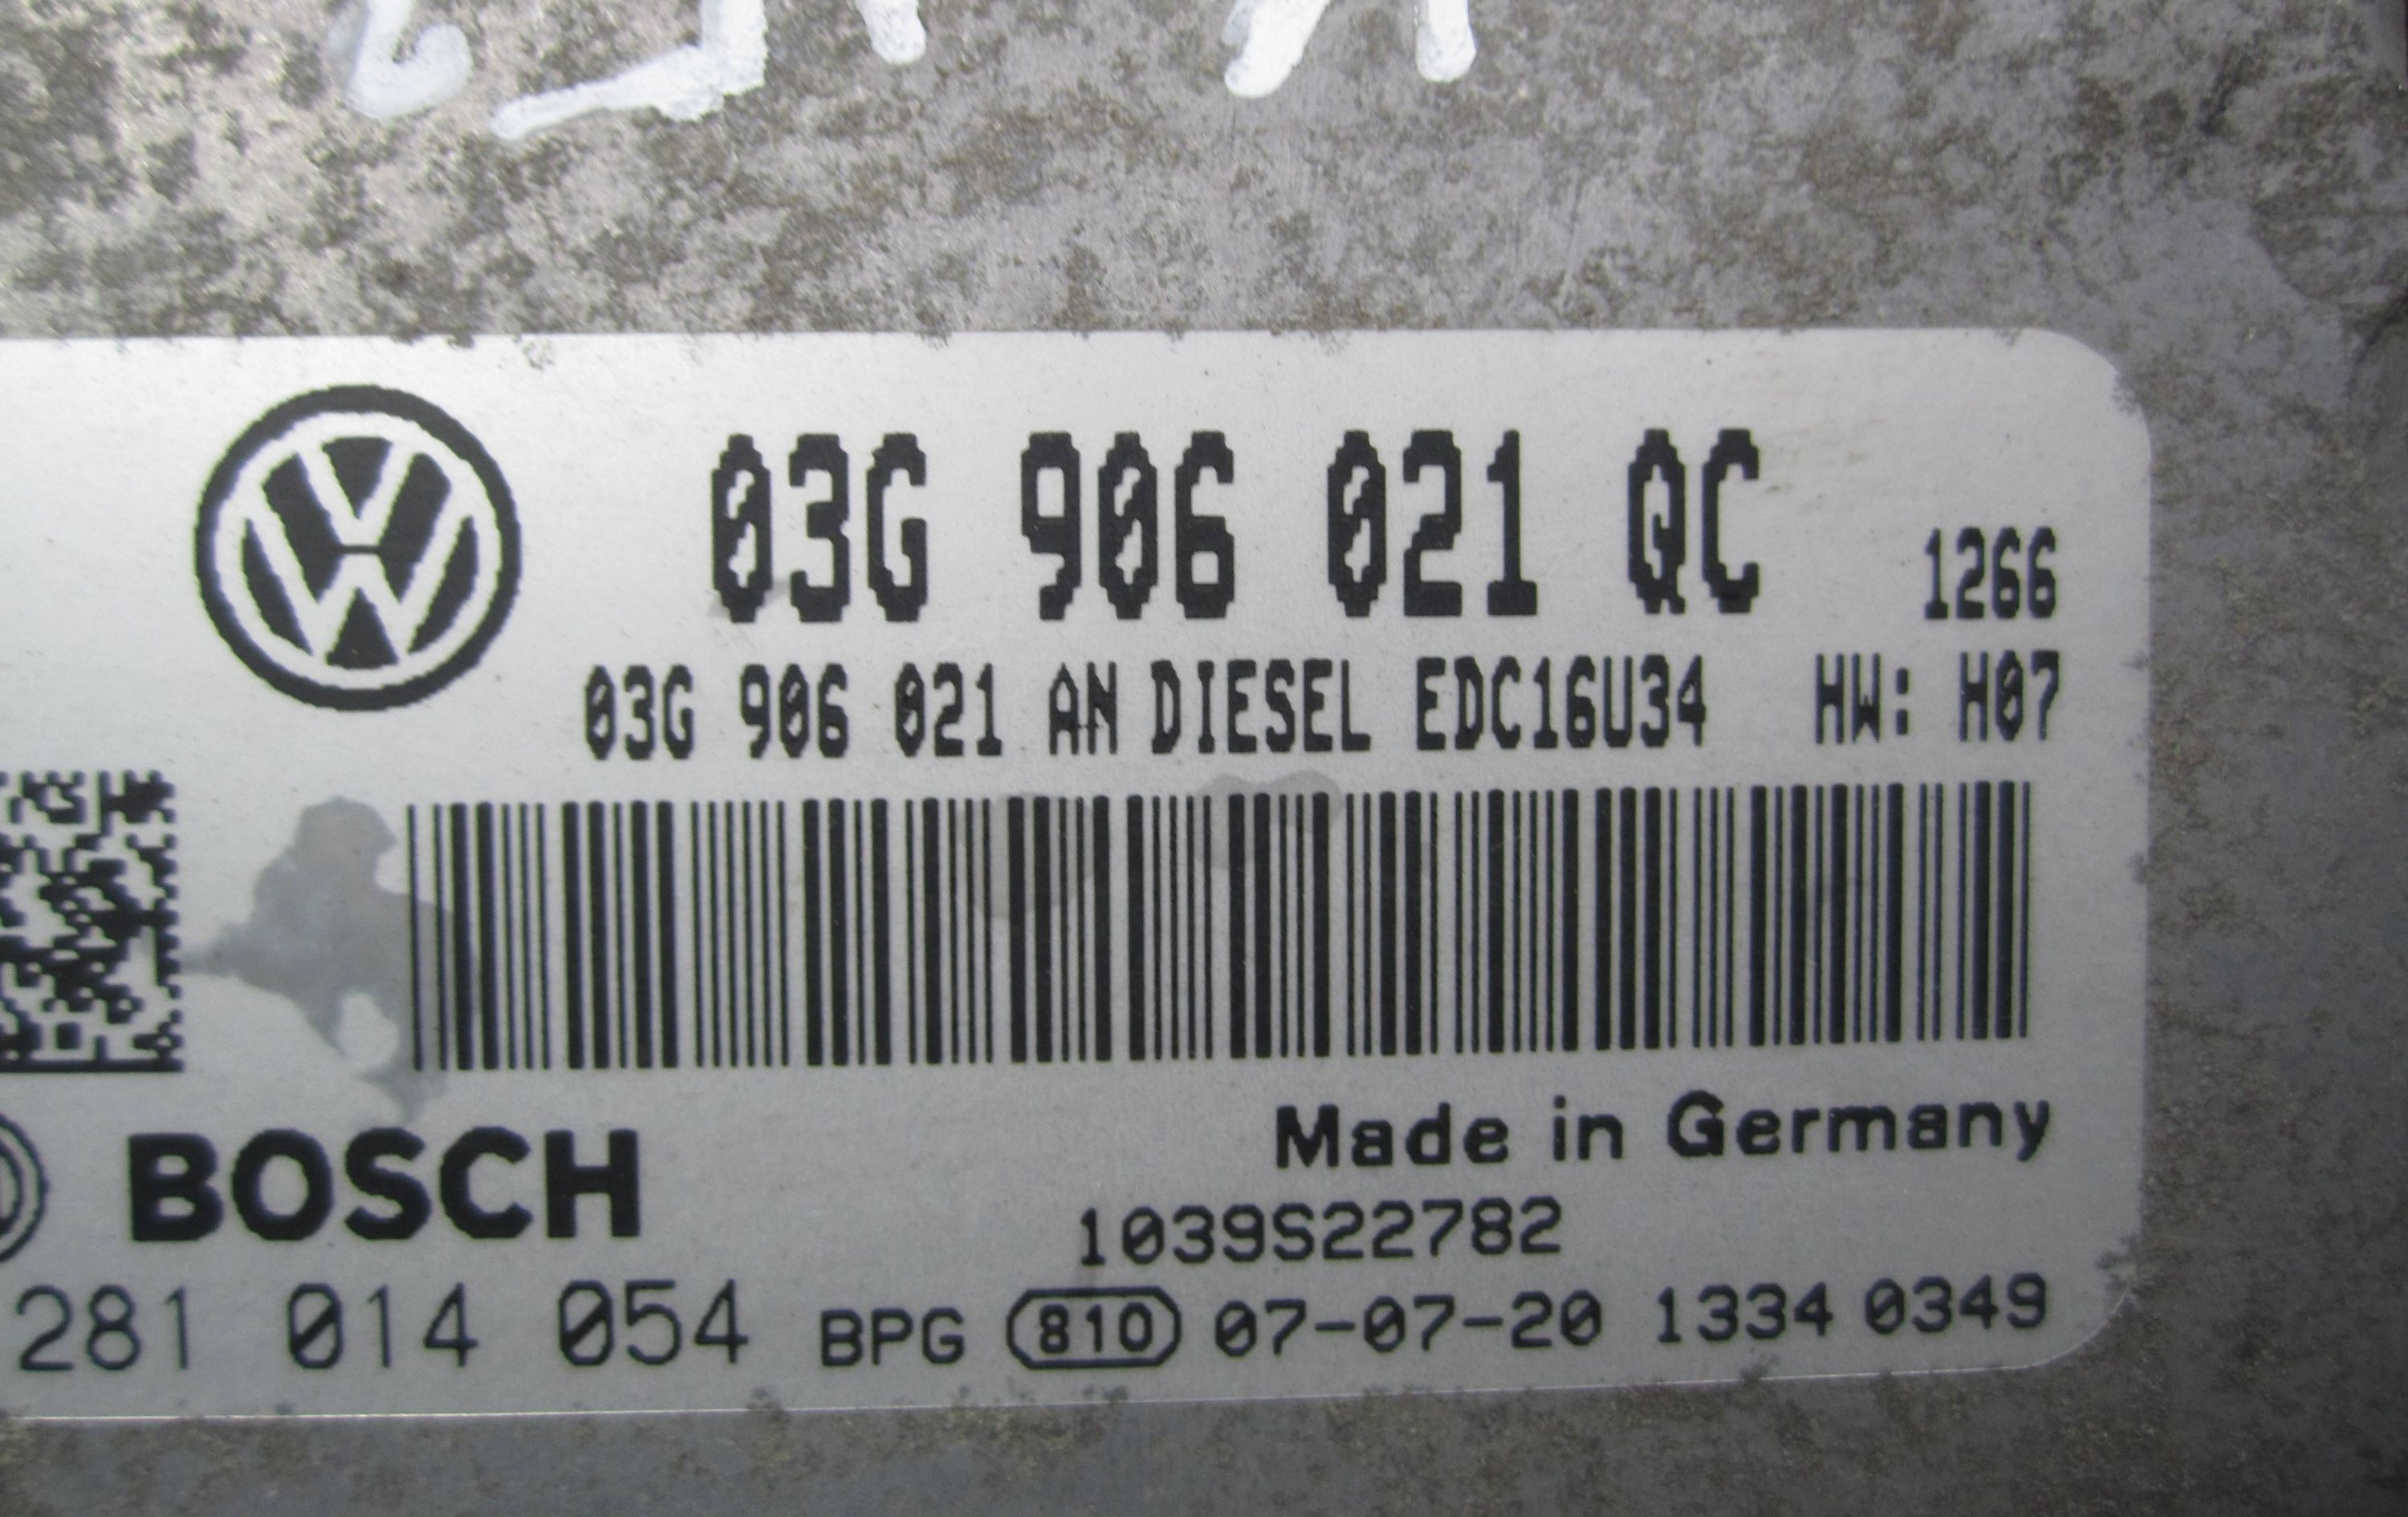 03G 906 021 QC 1266
03G 906 021 AN DIESEL EDC16U34 HW: H07
BOSCH
Made in Germany
1039S22782
281 014 054 BPG 810 07-07-20 1334 0349